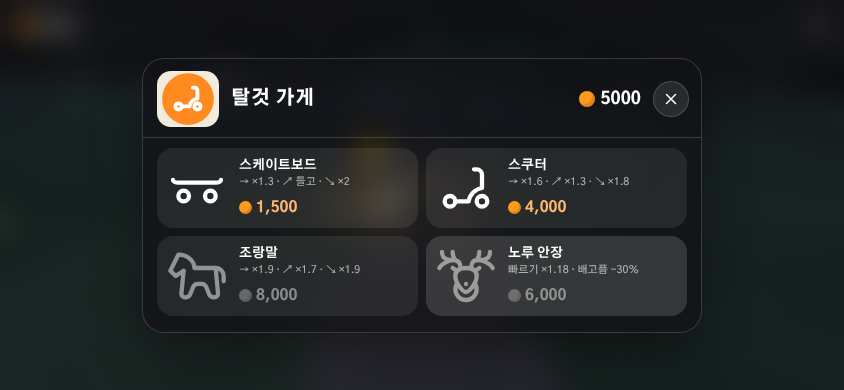 탈것 가게
5000
스케이트보드
→ ×1.3 · ↗ 들고 · ↘ ×2
1,500
스쿠터
→ ×1.6 · ↗ ×1.3 · ↘ ×1.8
4,000
조랑말
→ ×1.9 · ↗ ×1.7 · ↘ ×1.9
8,000
노루 안장
빠르기 ×1.18 · 배고픔 −30%
6,000